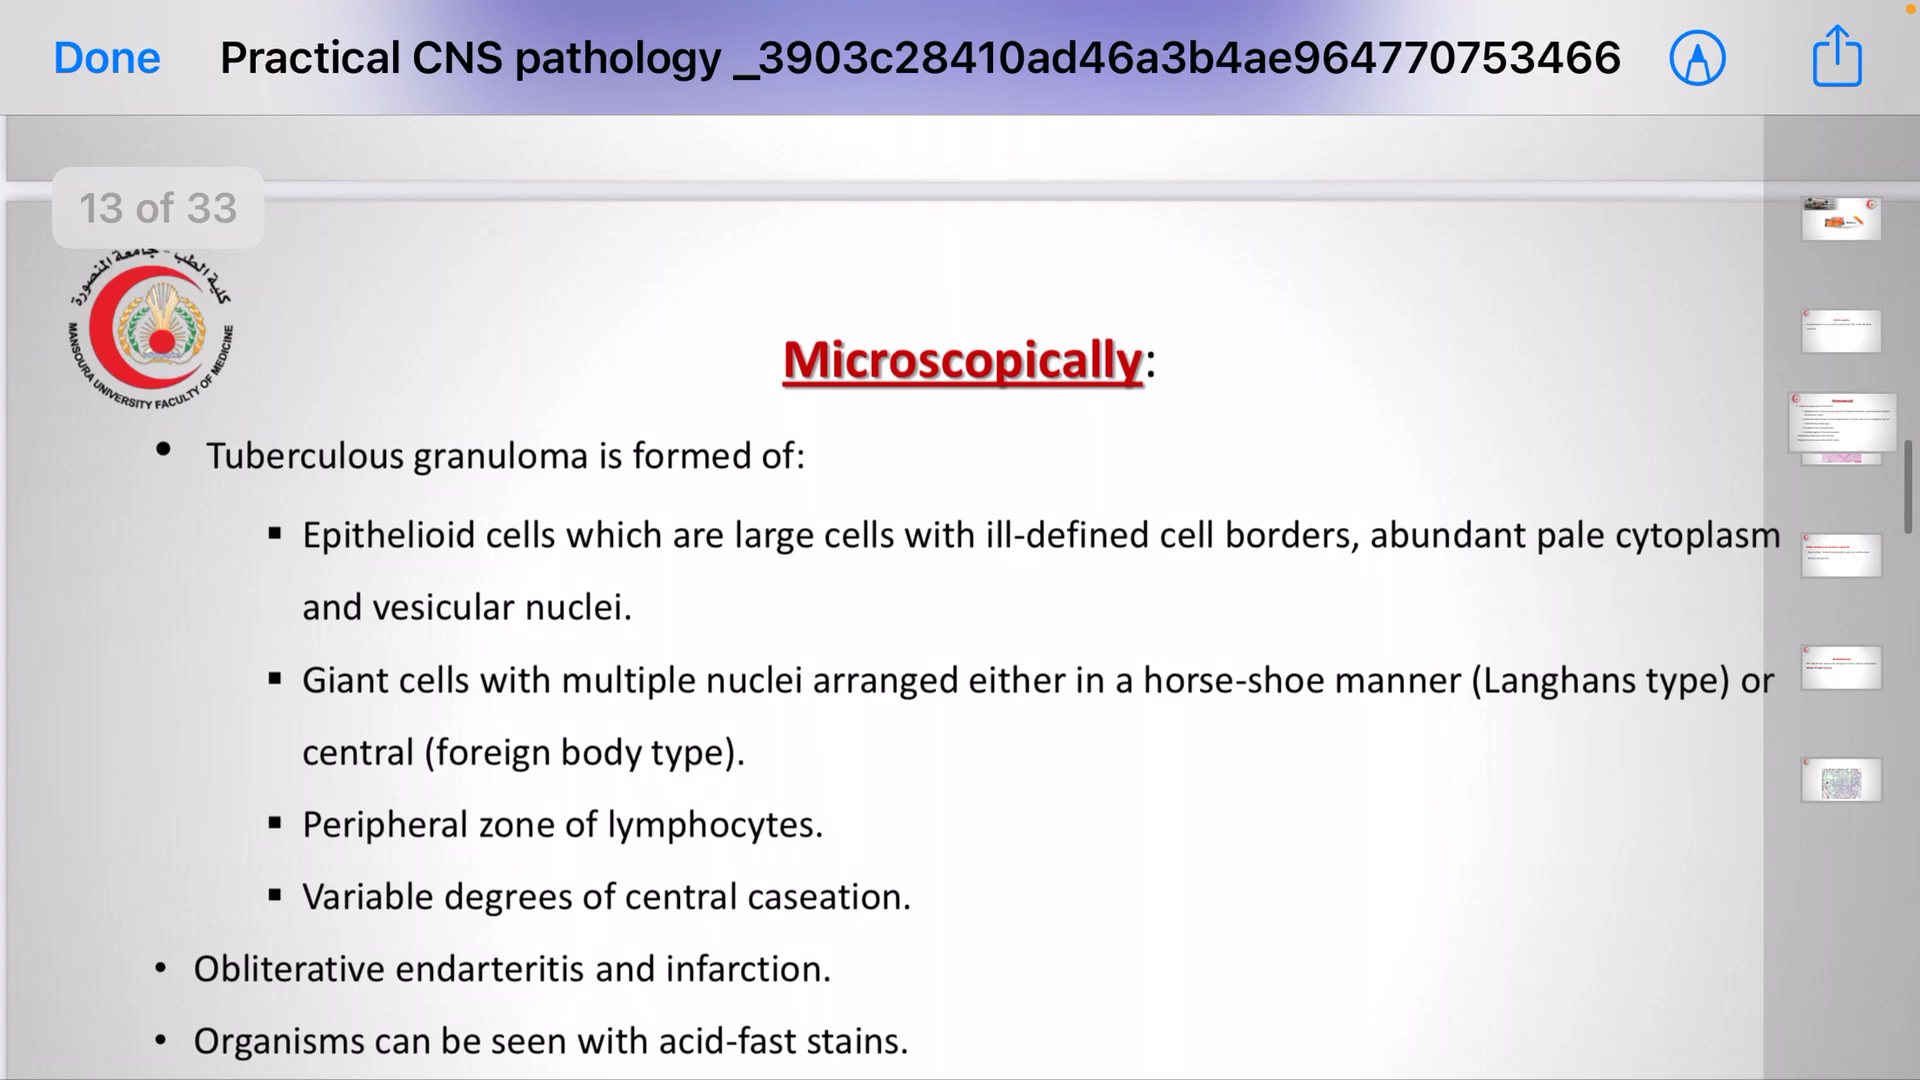 Done
Practical CNS pathology _3903c28410ad46a3b4ae964770753466
13 of 33
كلية الطب - جامعة المنصورة
MANSOURA UNIVERSITY FACULTY OF MEDICINE
Microscopically:
• Tuberculous granuloma is formed of:
▪ Epithelioid cells which are large cells with ill-defined cell borders, abundant pale cytoplasm
and vesicular nuclei.
▪ Giant cells with multiple nuclei arranged either in a horse-shoe manner (Langhans type) or
central (foreign body type).
▪ Peripheral zone of lymphocytes.
▪ Variable degrees of central caseation.
• Obliterative endarteritis and infarction.
• Organisms can be seen with acid-fast stains.